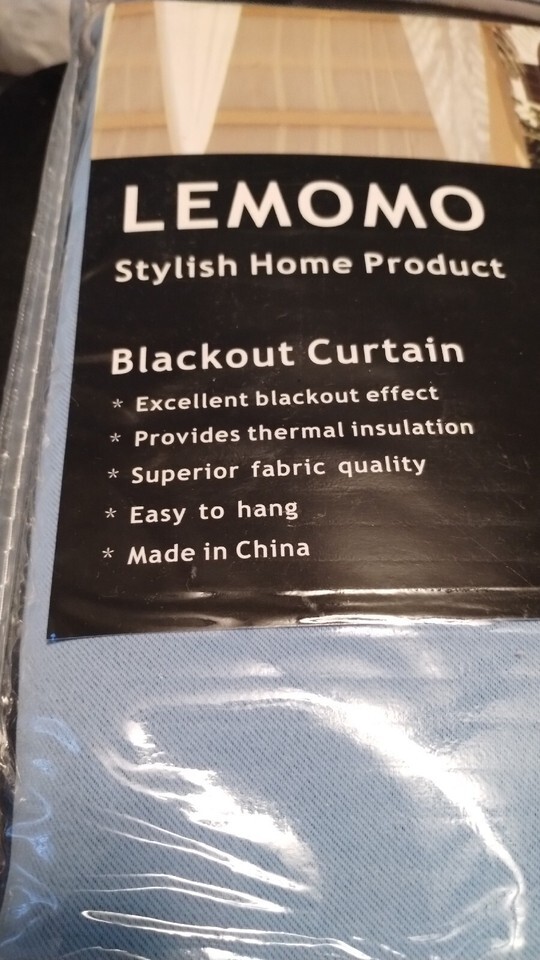 LEMOMO
Stylish Home Product
Blackout Curtain
* Excellent blackout effect
* Provides thermal insulation
* Superior fabric quality
* Easy to hang
* Made in China